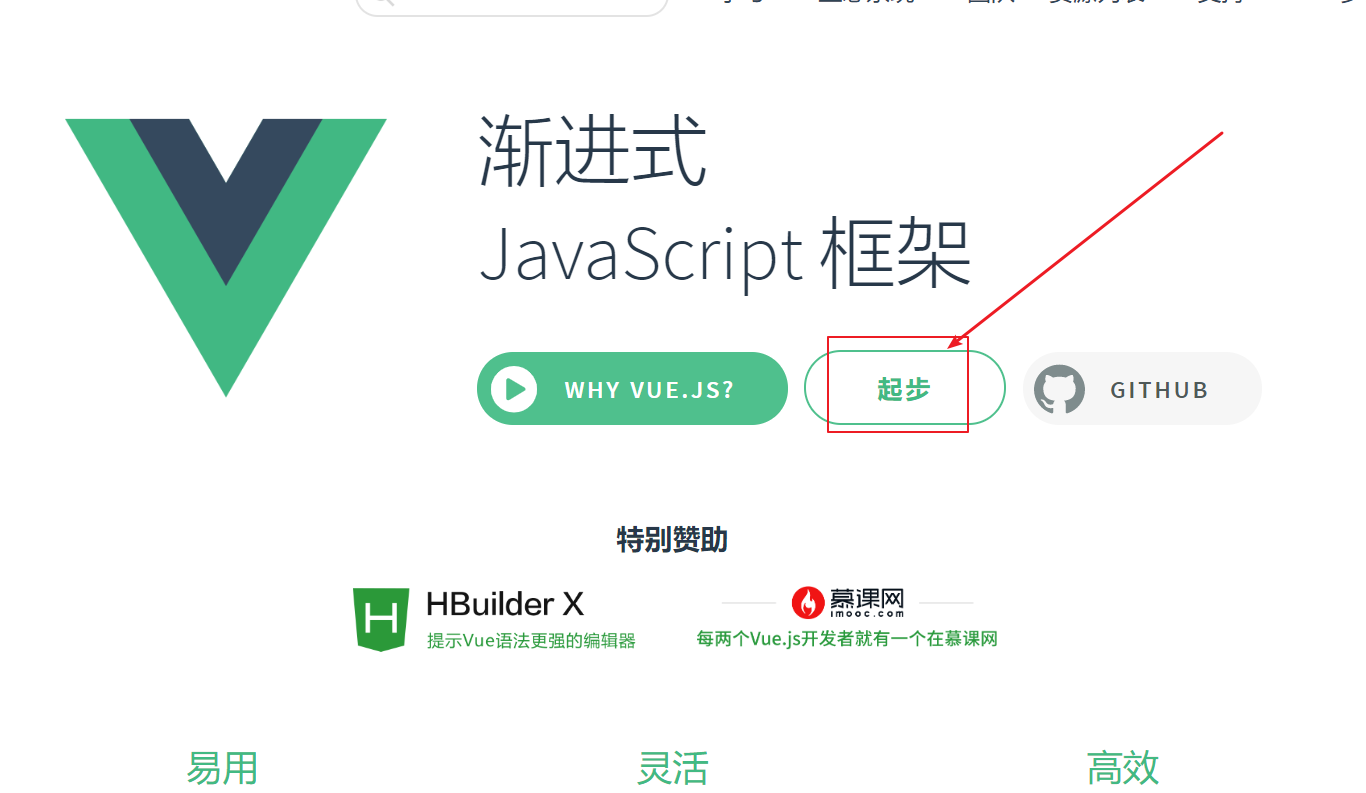 渐进式
JavaScript 框架
WHY VUE.JS?
起步
GITHUB
特别赞助
HBuilder X
提示Vue语法更强的编辑器
慕课网
imooc.com
每两个Vue.js开发者就有一个在慕课网
易用
灵活
高效